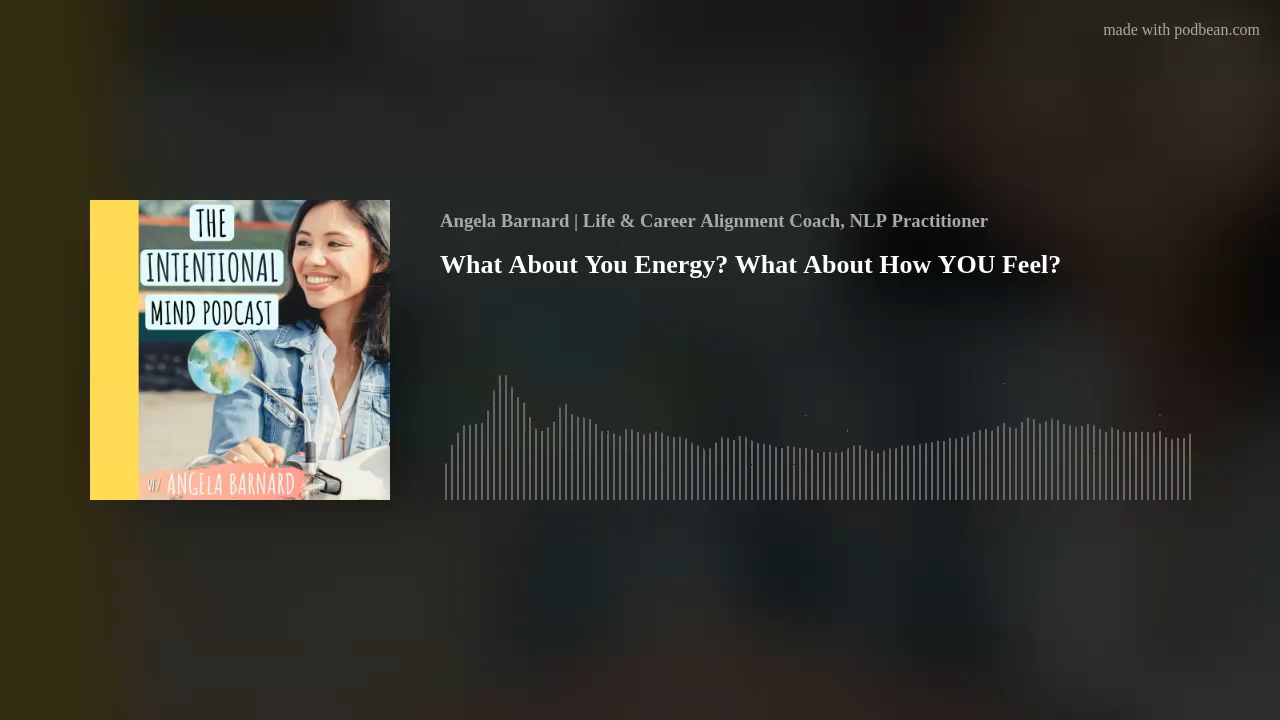 made with podbean.com
THE
INTENTIONAL
MIND PODCAST
W/ ANGELA BARNARD
Angela Barnard | Life & Career Alignment Coach, NLP Practitioner
What About You Energy? What About How YOU Feel?